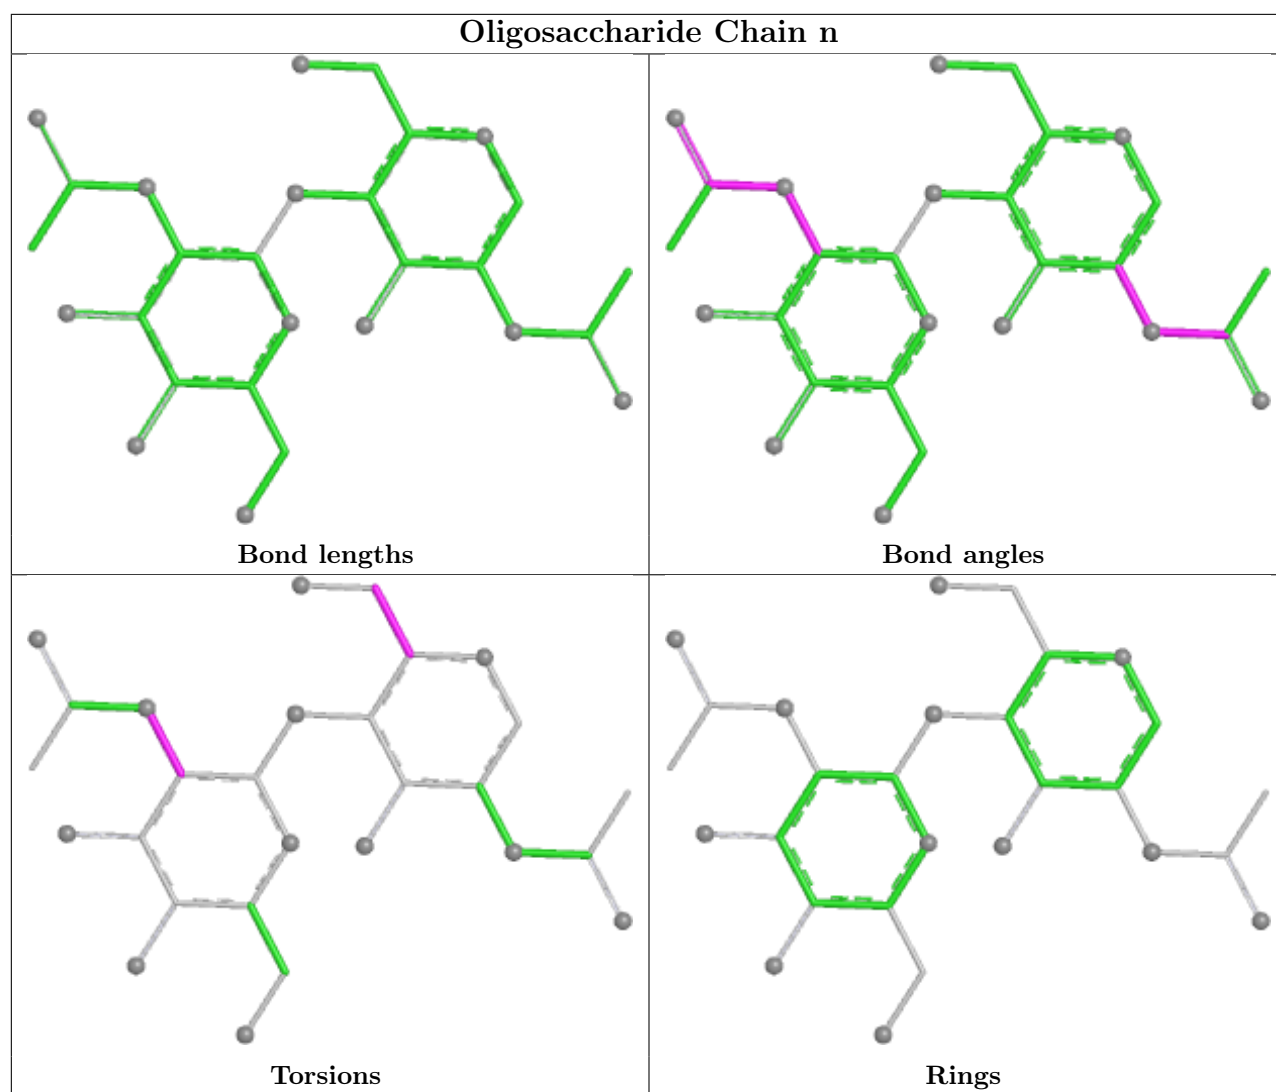 Oligosaccharide Chain n
Bond lengths
Bond angles
Torsions
Rings